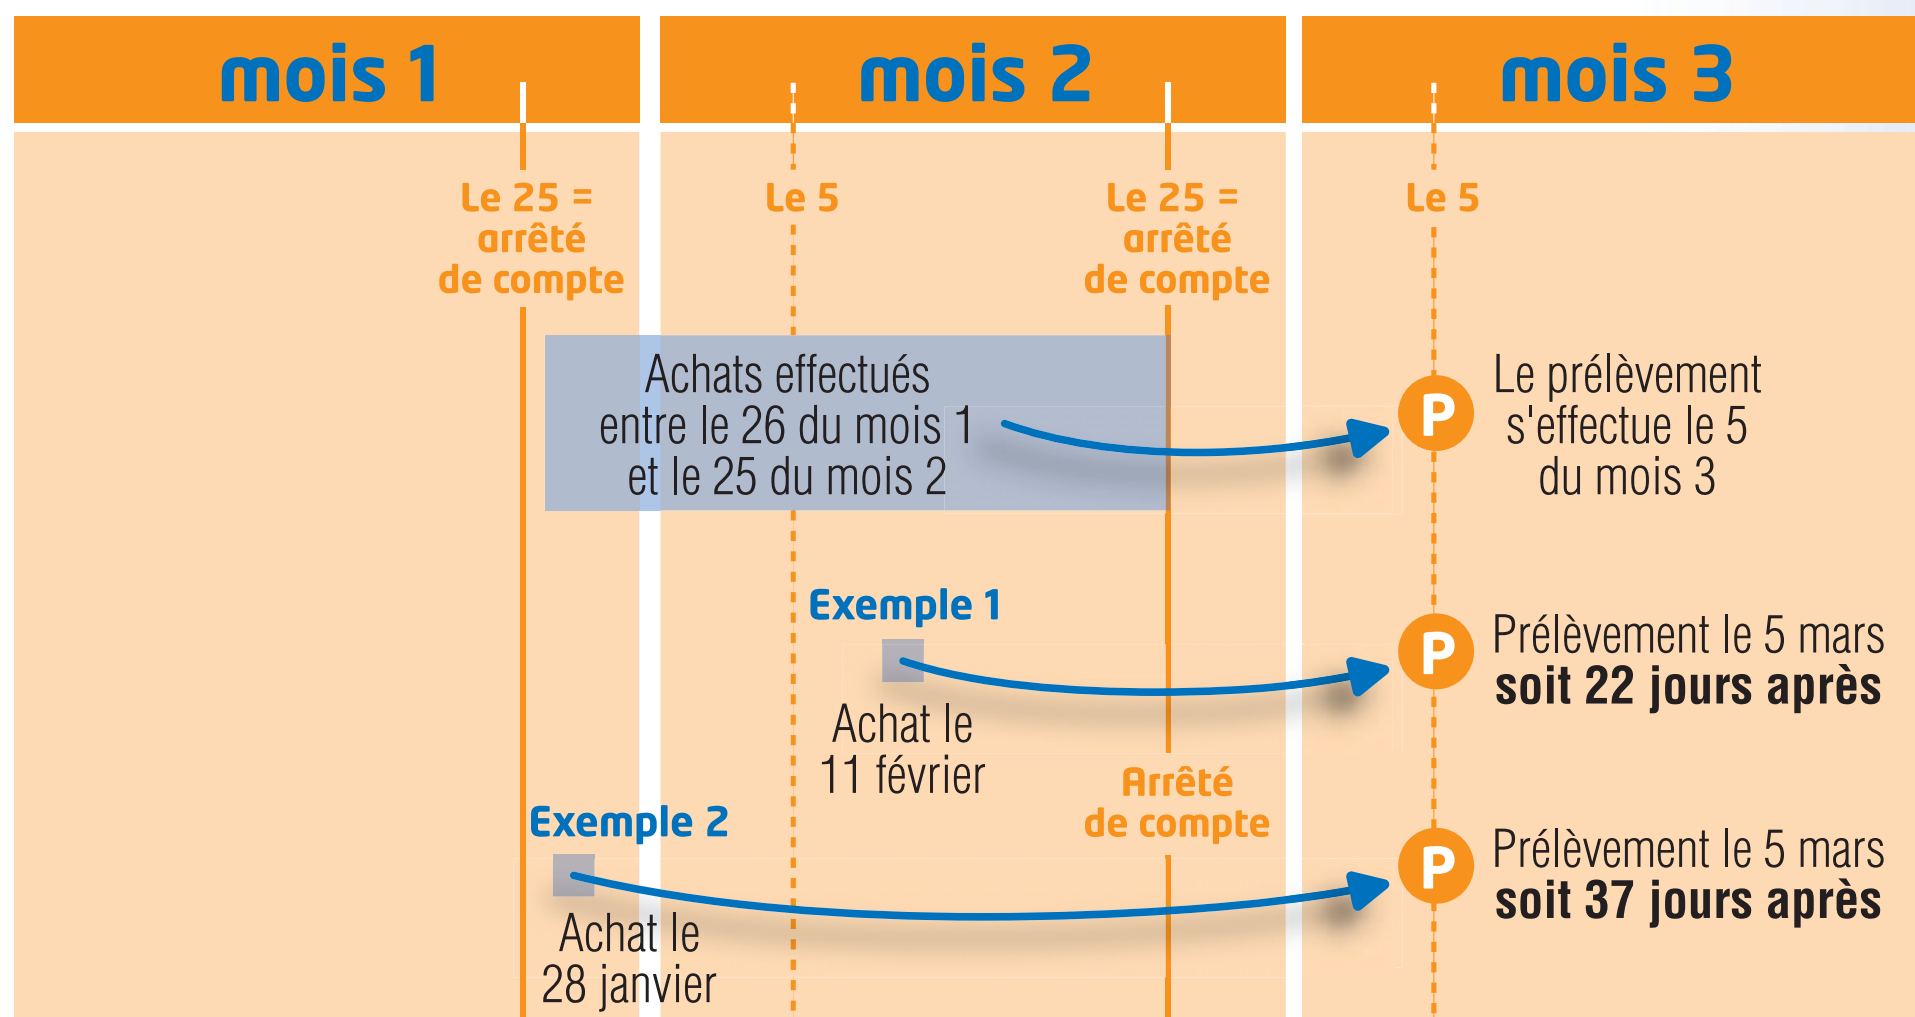 mois 1
mois 2
mois 3
Le 25 =
arrêté
de compte
Le 5
Le 25 =
arrêté
de compte
Le 5
Achats effectués
entre le 26 du mois 1
et le 25 du mois 2
P
Le prélèvement
s'effectue le 5
du mois 3
Exemple 1
Achat le
11 février
P
Prélèvement le 5 mars
soit 22 jours après
Arrêté
de compte
Exemple 2
Achat le
28 janvier
P
Prélèvement le 5 mars
soit 37 jours après